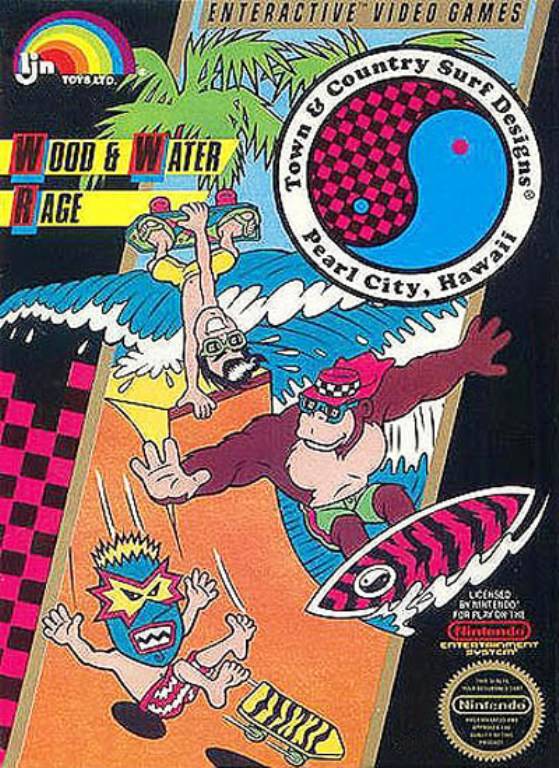 ENTERACTIVE™ VIDEO GAMES
LJN TOYS LTD.®
Town & Country Surf Designs®
Pearl City, Hawaii
WOOD & WATER
RAGE
LICENSED
BY NINTENDO®
FOR PLAY ON THE
Nintendo
ENTERTAINMENT
SYSTEM®
Nintendo